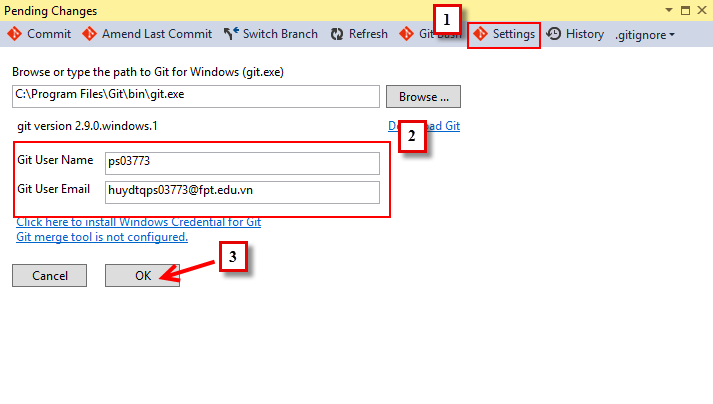 Pending Changes
1
Commit Amend Last Commit Switch Branch Refresh Git Bash Settings History .gitignore
Browse or type the path to Git for Windows (git.exe)
C:\Program Files\Git\bin\git.exe Browse ...
git version 2.9.0.windows.1 Download Git
2
Git User Name ps03773
Git User Email huydtqps03773@fpt.edu.vn
Click here to install Windows Credential for Git
Git merge tool is not configured.
3
Cancel OK